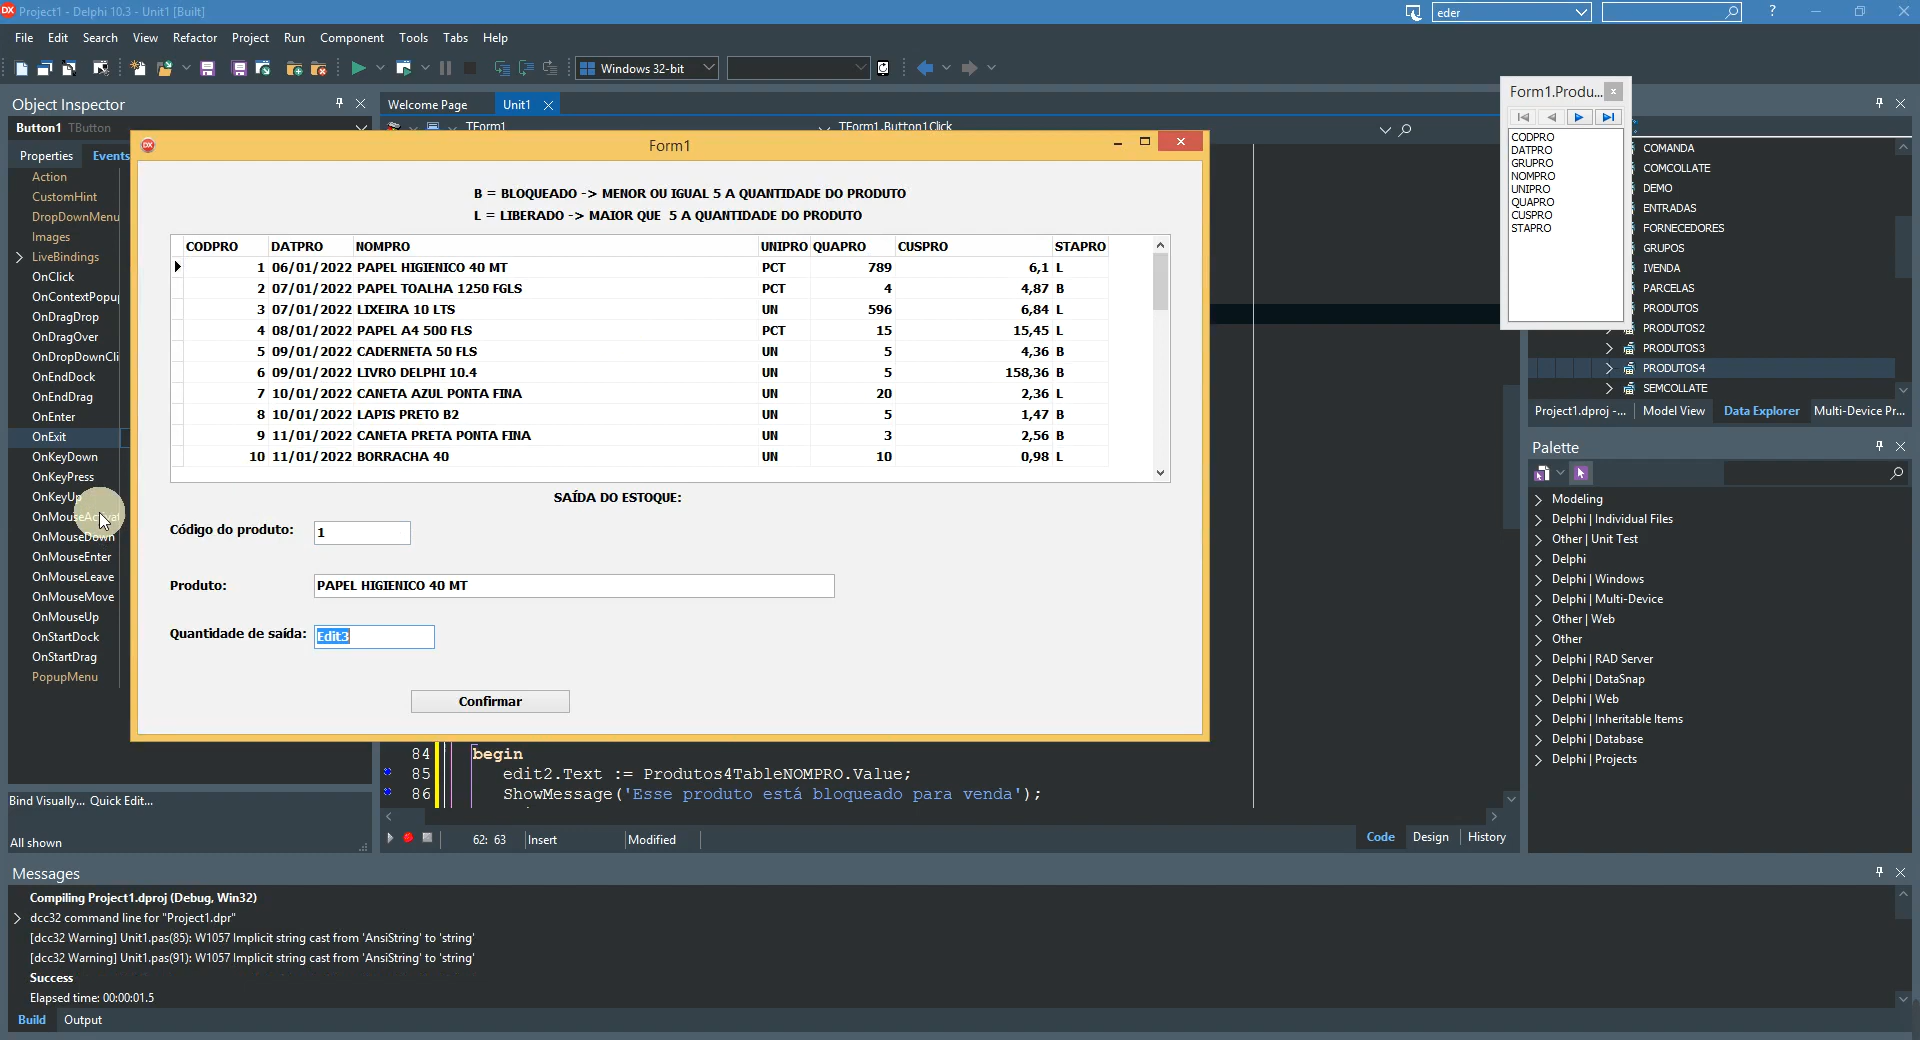 Project1 - Delphi 10.3 - Unit1 [Built]
eder
?
File Edit Search View Refactor Project Run Component Tools Tabs Help
Windows 32-bit
Object Inspector
Button1 TButton
Properties Events
Action
CustomHint
DropDownMenu
Images
LiveBindings
OnClick
OnContextPopu
OnDragDrop
OnDragOver
OnDropDownCli
OnEndDock
OnEndDrag
OnEnter
OnExit
OnKeyDown
OnKeyPress
OnKeyUp
OnMouseActivat
OnMouseDown
OnMouseEnter
OnMouseLeave
OnMouseMove
OnMouseUp
OnStartDock
OnStartDrag
PopupMenu
Bind Visually... Quick Edit...
All shown
Welcome Page Unit1
TForm1 TForm1.Button1Click
Form1
B = BLOQUEADO -> MENOR OU IGUAL 5 A QUANTIDADE DO PRODUTO
L = LIBERADO -> MAIOR QUE 5 A QUANTIDADE DO PRODUTO
CODPRO DATPRO NOMPRO UNIPRO QUAPRO CUSPRO STAPRO
1 06/01/2022 PAPEL HIGIENICO 40 MT PCT 789 6,1 L
2 07/01/2022 PAPEL TOALHA 1250 FGLS PCT 4 4,87 B
3 07/01/2022 LIXEIRA 10 LTS UN 596 6,84 L
4 08/01/2022 PAPEL A4 500 FLS PCT 15 15,45 L
5 09/01/2022 CADERNETA 50 FLS UN 5 4,36 B
6 09/01/2022 LIVRO DELPHI 10.4 UN 5 158,36 B
7 10/01/2022 CANETA AZUL PONTA FINA UN 20 2,36 L
8 10/01/2022 LAPIS PRETO B2 UN 5 1,47 B
9 11/01/2022 CANETA PRETA PONTA FINA UN 3 2,56 B
10 11/01/2022 BORRACHA 40 UN 10 0,98 L
SAÍDA DO ESTOQUE:
Código do produto: 1
Produto: PAPEL HIGIENICO 40 MT
Quantidade de saída: Edit3
Confirmar
84 begin
85 edit2.Text := Produtos4TableNOMPRO.Value;
86 ShowMessage('Esse produto está bloqueado para venda');
62: 63 Insert Modified
Code Design History
Form1.Produ...
CODPRO
DATPRO
GRUPRO
NOMPRO
UNIPRO
QUAPRO
CUSPRO
STAPRO
COMANDA
COMCOLLATE
DEMO
ENTRADAS
FORNECEDORES
GRUPOS
IVENDA
PARCELAS
PRODUTOS
PRODUTOS2
PRODUTOS3
PRODUTOS4
SEMCOLLATE
Project1.dproj -... Model View Data Explorer Multi-Device Pr...
Palette
Modeling
Delphi | Individual Files
Other | Unit Test
Delphi
Delphi | Windows
Delphi | Multi-Device
Other | Web
Other
Delphi | RAD Server
Delphi | DataSnap
Delphi | Web
Delphi | Inheritable Items
Delphi | Database
Delphi | Projects
Messages
Compiling Project1.dproj (Debug, Win32)
dcc32 command line for "Project1.dpr"
[dcc32 Warning] Unit1.pas(85): W1057 Implicit string cast from 'AnsiString' to 'string'
[dcc32 Warning] Unit1.pas(91): W1057 Implicit string cast from 'AnsiString' to 'string'
Success
Elapsed time: 00:00:01.5
Build Output